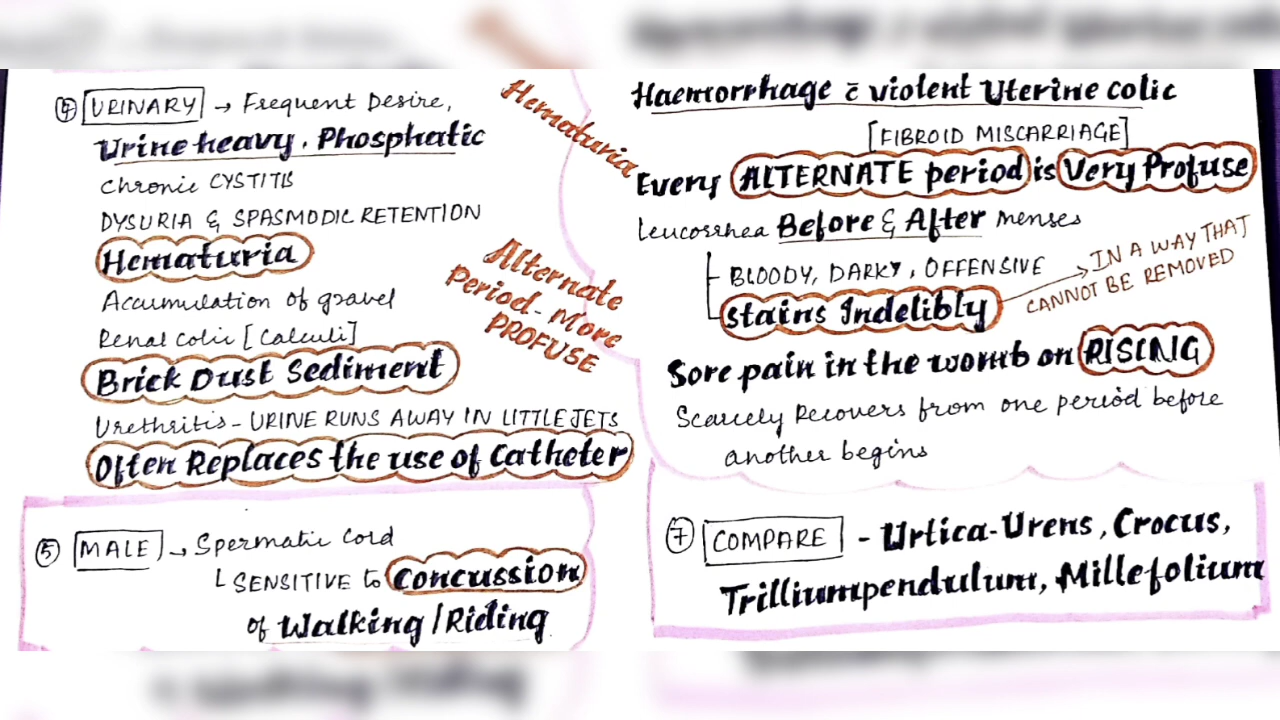 ④ URINARY → Frequent Desire,
Urine heavy, Phosphatic
Chronic CYSTITIS
DYSURIA & SPASMODIC RETENTION
Hematuria
Accumulation of gravel
Renal colic [Calculi]
Brick Dust Sediment
Urethritis - URINE RUNS AWAY IN LITTLE JETS
Often Replaces the use of Catheter
⑤ MALE → Spermatic Cord
SENSITIVE to Concussion
of Walking/Riding
Hematuria
Alternate
Period - More
PROFUSE
Haemorrhage c̄ violent Uterine colic
[FIBROID MISCARRIAGE]
Every ALTERNATE period is Very Profuse
Leucorrhea Before & After menses
BLOODY, DARK, OFFENSIVE
Stains Indelibly → IN A WAY THAT
CANNOT BE REMOVED
Sore pain in the womb on RISING
Scarcely Recovers from one period before
another begins
⑦ COMPARE - Urtica-Urens, Crocus,
Trilliumpendulum, Millefolium